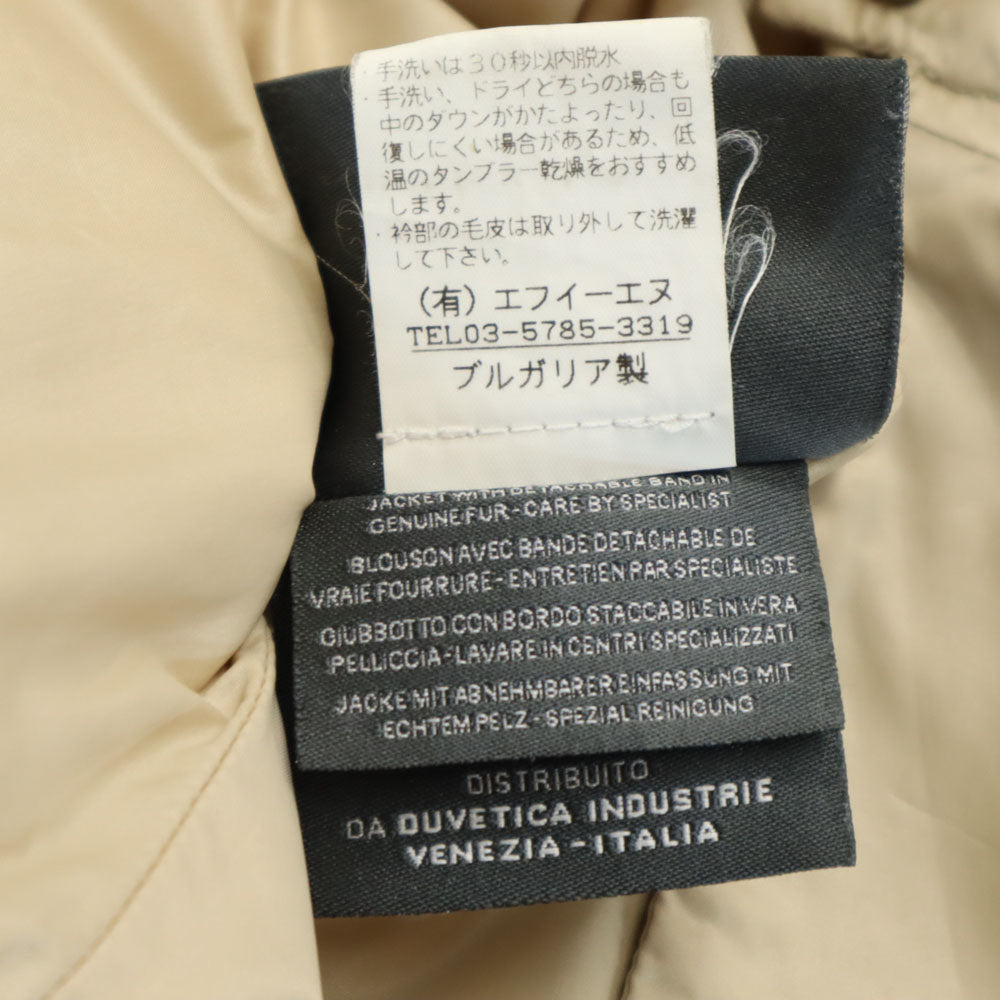 ・手洗いは30秒以内脱水
・手洗い、ドライどちらの場合も
中のダウンがかたよったり、回
復しにくい場合があるため、低
温のタンブラー乾燥をおすすめ
します。
・衿部の毛皮は取り外して洗濯
して下さい。
(有)エフイーエヌ
TEL03-5785-3319
ブルガリア製
JACKET WITH DETACHABLE BAND IN
GENUINE FUR - CARE BY SPECIALIST
BLOUSON AVEC BANDE DETACHABLE DE
VRAIE FOURRURE - ENTRETIEN PAR SPECIALISTE
GIUBBOTTO CON BORDO STACCABILE IN VERA
PELLICCIA - LAVARE IN CENTRI SPECIALIZZATI
JACKE MIT ABNEHMBARER EINFASSUNG MIT
ECHTEM PELZ - SPEZIAL REINIGUNG
DISTRIBUITO
DA DUVETICA INDUSTRIE
VENEZIA - ITALIA